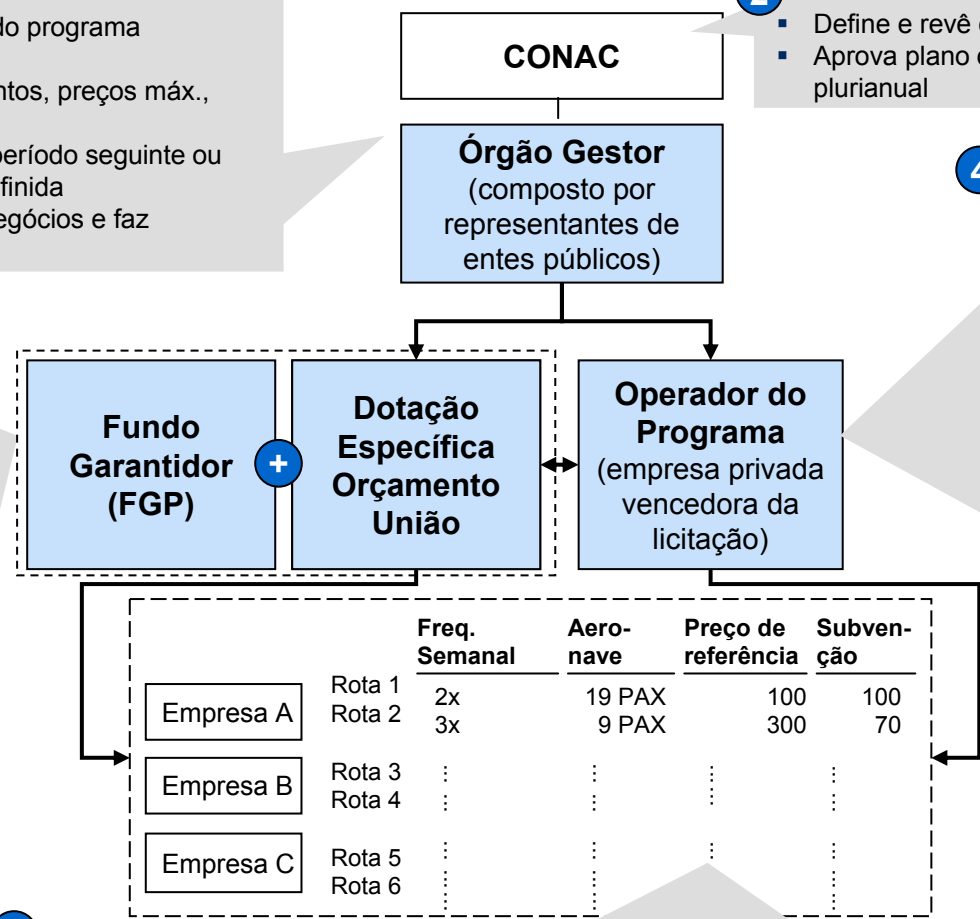 do programa
ntos, preços máx.,
período seguinte ou
finida
egócios e faz
2
Define e revê
Aprova plano
plurianual
4
CONAC
Órgão Gestor
(composto por
representantes de
entes públicos)
Fundo
Garantidor
(FGP)
+
Dotação
Específica
Orçamento
União
Operador do
Programa
(empresa privada
vencedora da
licitação)
Freq. Semanal Aero-nave Preço de referência Subven-ção
Empresa A
Rota 1 2x 19 PAX 100 100
Rota 2 3x 9 PAX 300 70
Empresa B
Rota 3
Rota 4
Empresa C
Rota 5
Rota 6